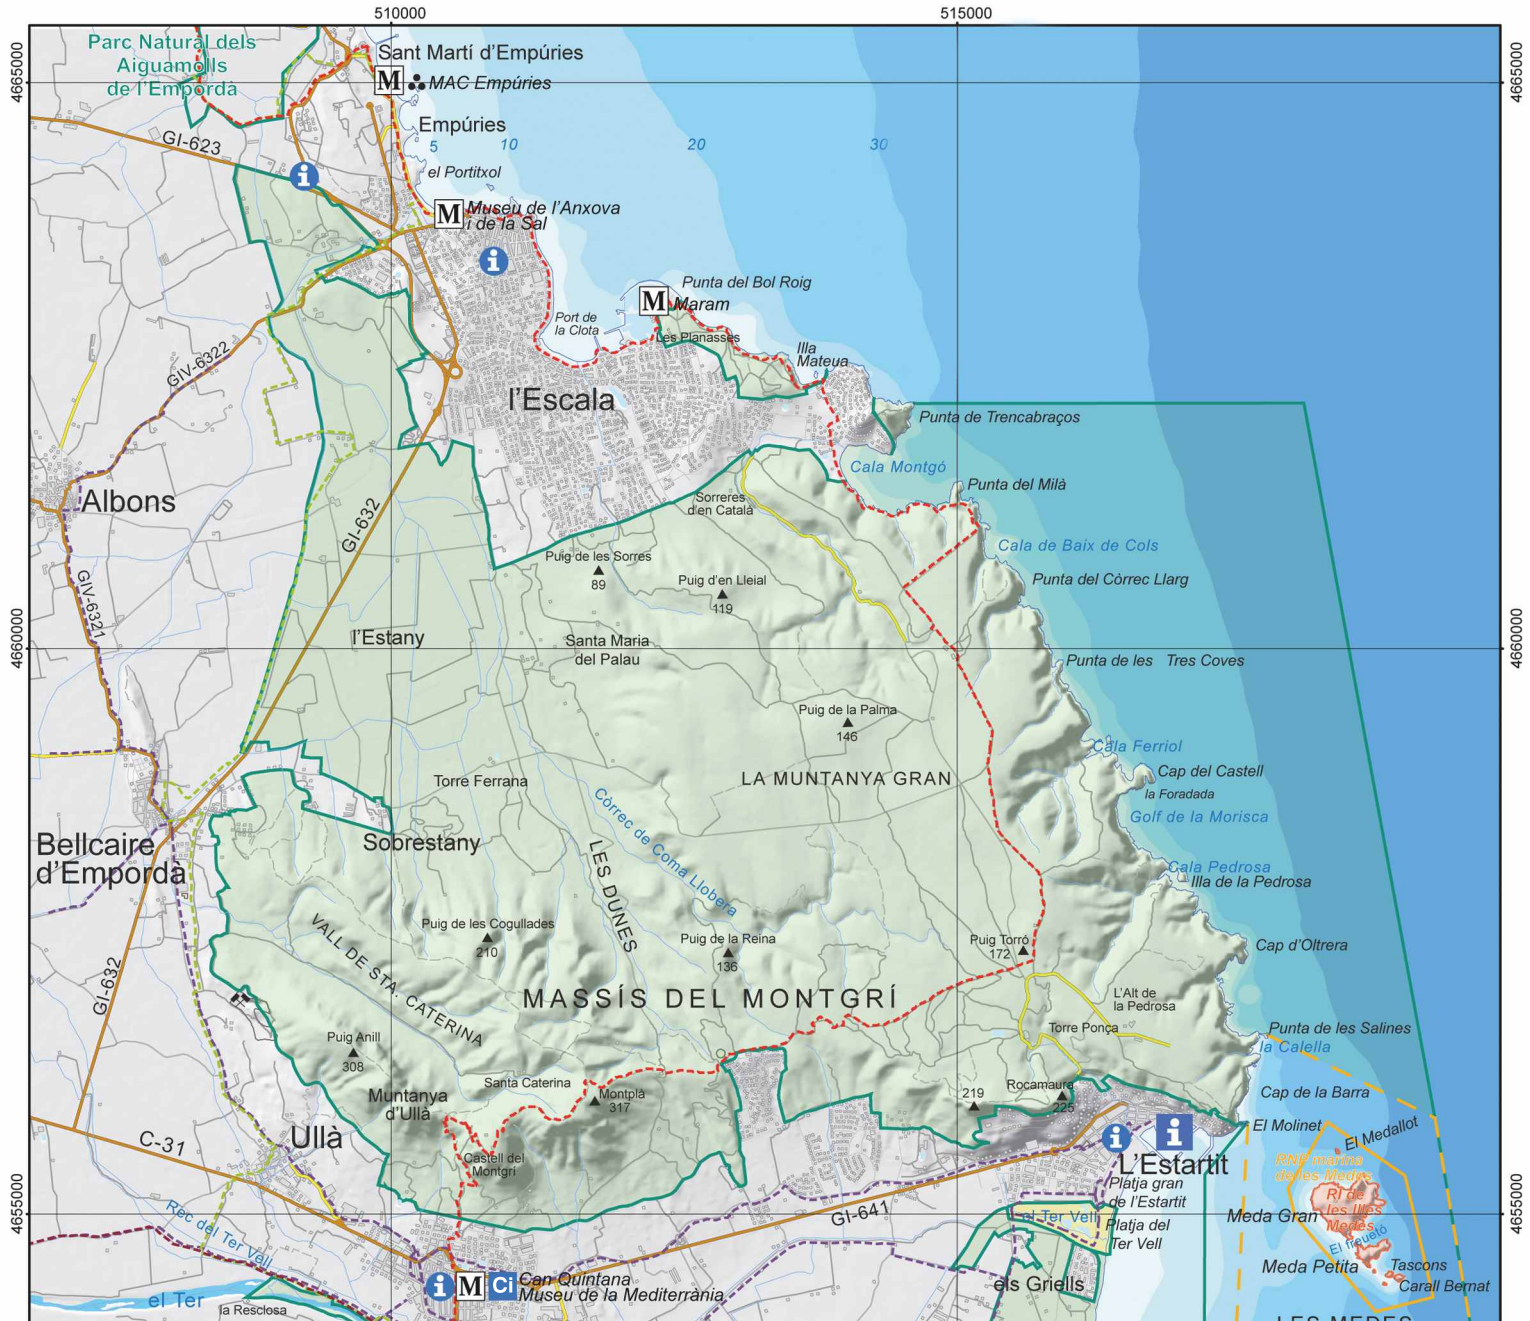 510000
515000
4665000
4665000
Parc Natural dels
Aiguamolls
de l'Empordà
Sant Martí d'Empúries
M
MAC Empúries
Empúries
5
10
20
30
GI-623
el Portitxol
i
M
Museu de l'Anxova
i de la Sal
i
Punta del Bol Roig
M
Maram
Port de
la Clota
Les Planasses
Illa
Mateua
GIV-6322
l'Escala
Punta de Trencabraços
Cala Montgó
Punta del Milà
Albons
Sorreres
d'en Català
GI-632
Cala de Baix de Cols
Puig de les Sorres
89
Puig d'en Lleial
119
Punta del Còrrec Llarg
GIV-6321
l'Estany
Santa Maria
del Palau
4660000
4660000
Punta de les Tres Coves
Puig de la Palma
146
Cala Ferriol
Cap del Castell
la Foradada
Torre Ferrana
LA MUNTANYA GRAN
Golf de la Morisca
Còrrec de Coma Llobera
Bellcaire
d'Empordà
Sobrestany
LES DUNES
Cala Pedrosa
Illa de la Pedrosa
Puig de les Cogullades
210
VALL DE STA. CATERINA
Puig de la Reina
136
Puig Torró
172
Cap d'Oltrera
GI-632
MASSÍS DEL MONTGRÍ
L'Alt de
la Pedrosa
Torre Ponça
Punta de les Salines
la Calella
Puig Anill
308
Santa Caterina
Montplà
317
Muntanya
d'Ullà
219
Rocamaura
225
Cap de la Barra
El Molinet
El Medallot
C-31
Ullà
i
i
L'Estartit
Castell del
Montgrí
RNP marina
de les Medes
Platja gran
de l'Estartit
RI de
les Illes
Medes
4655000
4655000
Rec del Ter Vell
GI-641
el Ter Vell
Platja del
Ter Vell
Meda Gran
El freuetó
Meda Petita
Tascons
Carall Bernat
els Griells
i
M
Ci
Can Quintana
Museu de la Mediterrània
el Ter
la Resclosa
LES MEDES